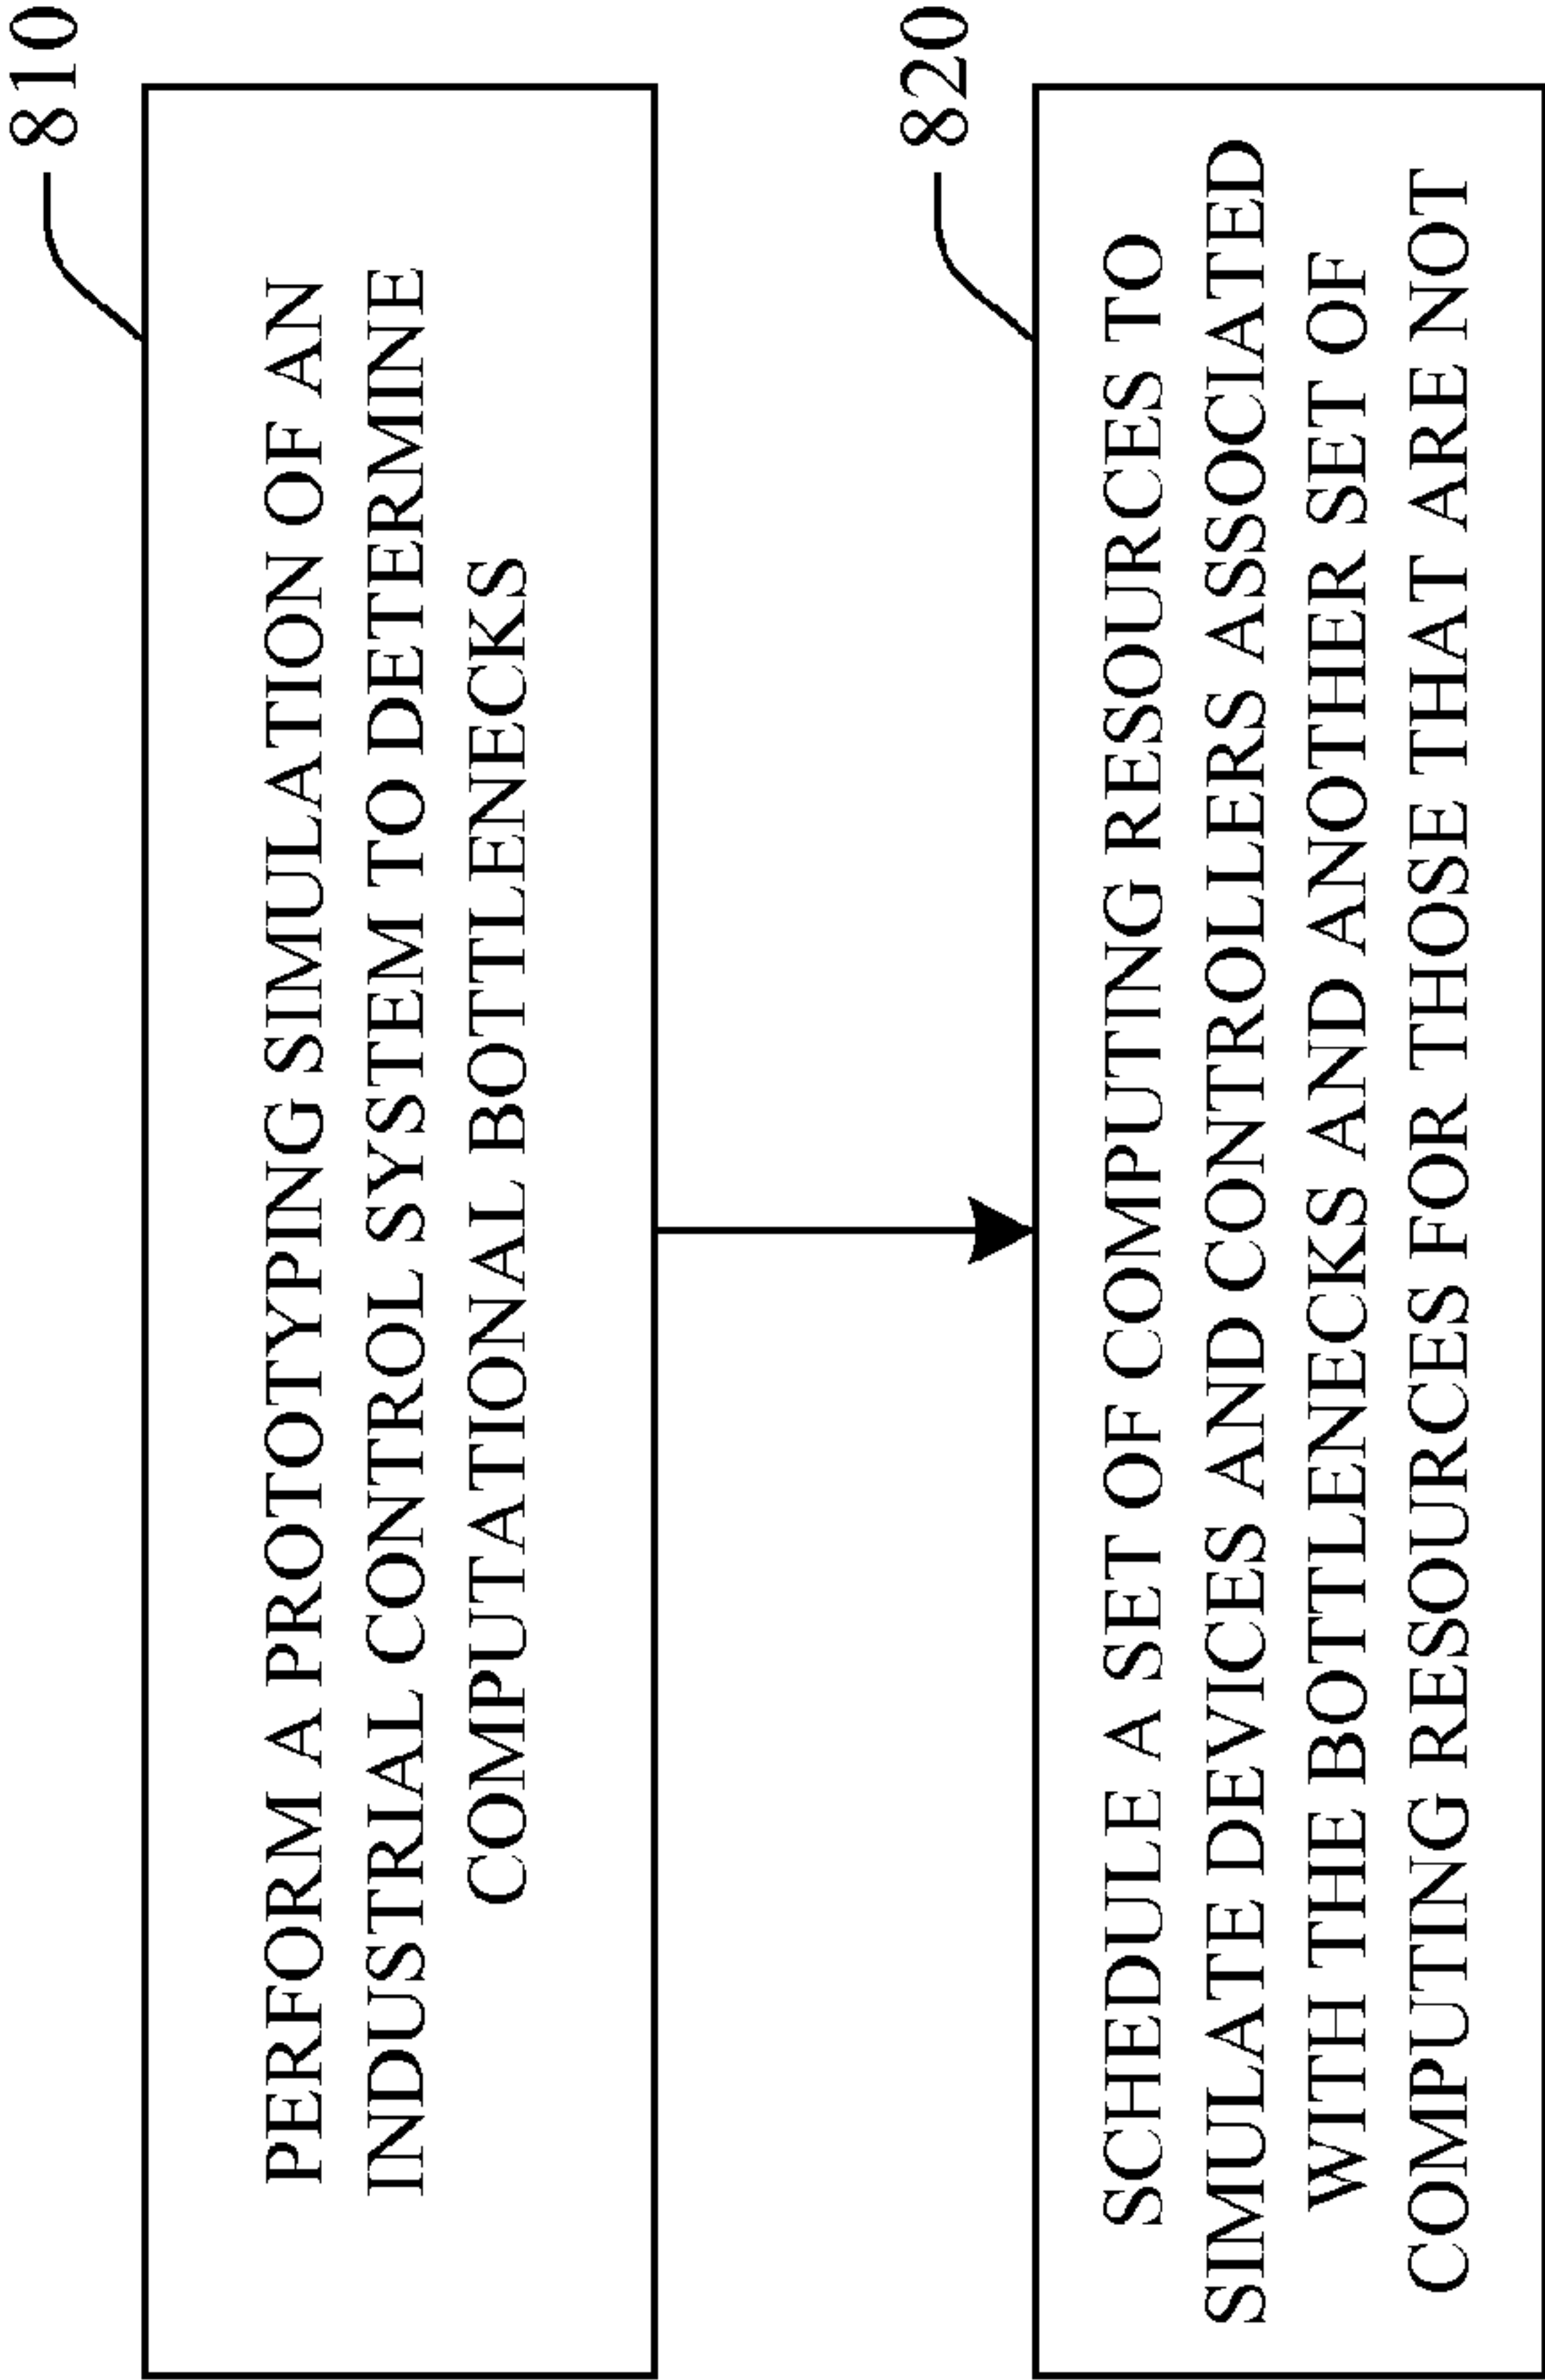 810
PERFORM A PROTOTYPING SIMULATION OF AN
INDUSTRIAL CONTROL SYSTEM TO DETERMINE
COMPUTATIONAL BOTTLENECKS
820
SCHEDULE A SET OF COMPUTING RESOURCES TO
SIMULATE DEVICES AND CONTROLLERS ASSOCIATED
WITH THE BOTTLENECKS AND ANOTHER SET OF
COMPUTING RESOURCES FOR THOSE THAT ARE NOT